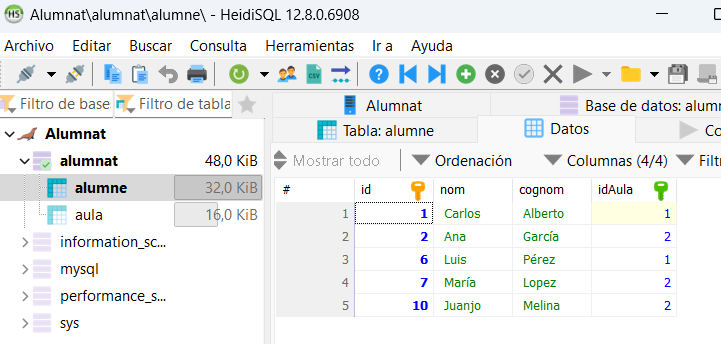 Alumnat\alumnat\alumne\ - HeidiSQL 12.8.0.6908
Archivo Editar Buscar Consulta Herramientas Ir a Ayuda
Filtro de base Filtro de tabla
Alumnat Base de datos: alumn
Tabla: alumne Datos Co
Mostrar todo Ordenación Columnas (4/4) Filtr
Alumnat
alumnat 48,0 KiB
alumne 32,0 KiB
aula 16,0 KiB
information_sc...
mysql
performance_s...
sys
# id nom cognom idAula
1 1 Carlos Alberto 1
2 2 Ana García 2
3 6 Luis Pérez 1
4 7 María Lopez 2
5 10 Juanjo Melina 2